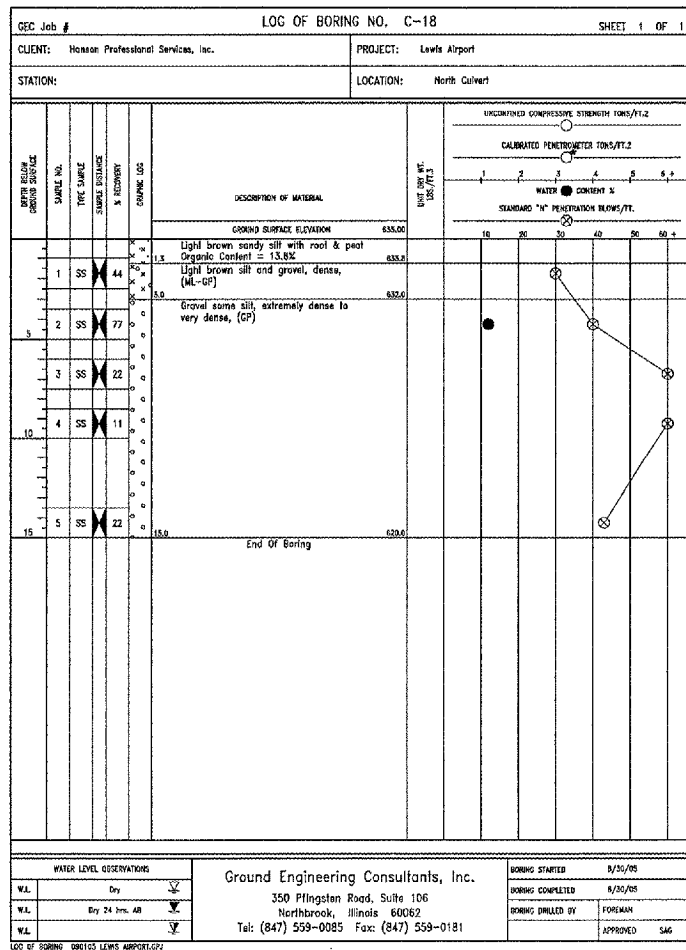 GEC Job #
LOG OF BORING NO. C-18
SHEET 1 OF 1
CLIENT: Hanson Professional Services, Inc.
PROJECT: Lewis Airport
STATION:
LOCATION: North Culvert
DEPTH BELOW GROUND SURFACE
SAMPLE NO.
TYPE SAMPLE
SAMPLE DISTANCE
% RECOVERY
GRAPHIC LOG
DESCRIPTION OF MATERIAL
GROUND SURFACE ELEVATION 635.00
UNIT DRY WT. LBS./FT.3
UNCONFINED COMPRESSIVE STRENGTH TONS/FT.2
CALIBRATED PENETROMETER TONS/FT.2
1 2 3 4 5 6 +
WATER CONTENT %
STANDARD "N" PENETRATION BLOWS/FT.
10 20 30 40 50 60 +
Light brown sandy silt with root & peat
Organic Content = 13.8%
1.3
Light brown silt and gravel, dense,
(ML-GP)
1 SS 44
3.0 632.0
Gravel some silt, extremely dense to
very dense, (GP)
2 SS 77
5
3 SS 22
4 SS 11
10
5 SS 22
15 15.0 620.0
End Of Boring
WATER LEVEL OBSERVATIONS
W.L. Dry
W.L. Dry 24 hrs. AB
W.L.
Ground Engineering Consultants, Inc.
350 Pfingsten Road, Suite 106
Northbrook, Illinois 60062
Tel: (847) 559-0085 Fax: (847) 559-0181
BORING STARTED 8/30/05
BORING COMPLETED 8/30/05
BORING DRILLED BY FOREMAN
APPROVED SAG
LOG OF BORING 090105 LEWIS AIRPORT.GPJ